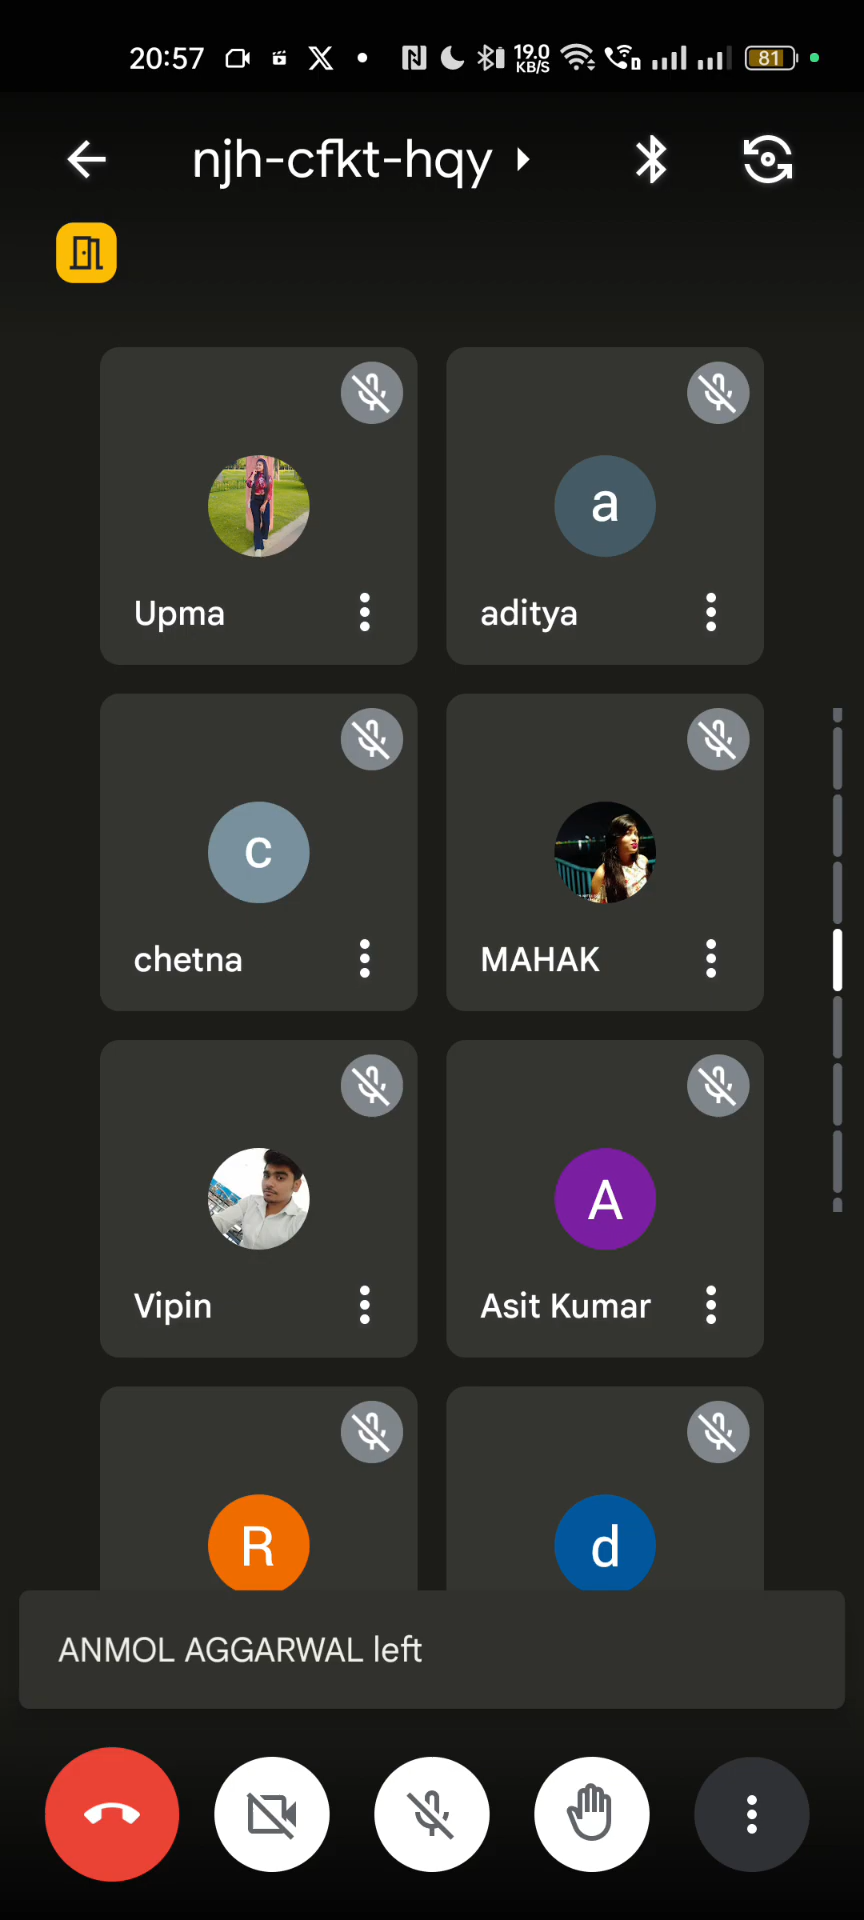 20:57 19.0 KB/S 81
njh-cfkt-hqy
a
Upma
aditya
c
chetna
MAHAK
A
Vipin
Asit Kumar
R
d
ANMOL AGGARWAL left